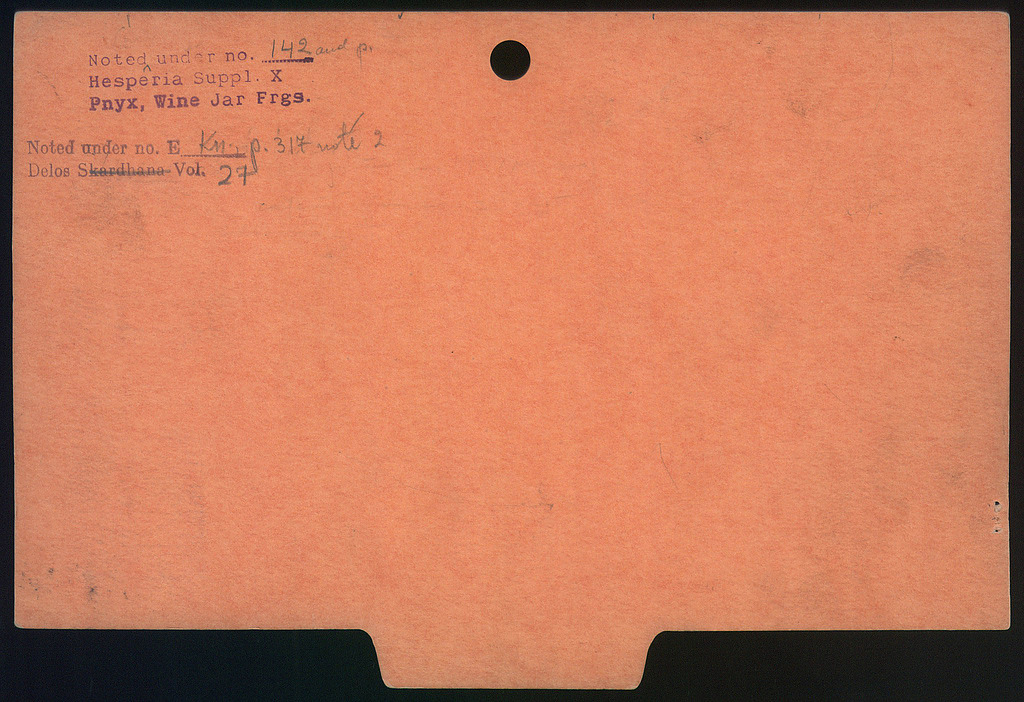 Noted under no. 142 and p.
Hesperia Suppl. X
Pnyx, Wine Jar Frgs.
Noted under no. E Kn., p. 317 note 2
Delos Skardhana Vol. 27